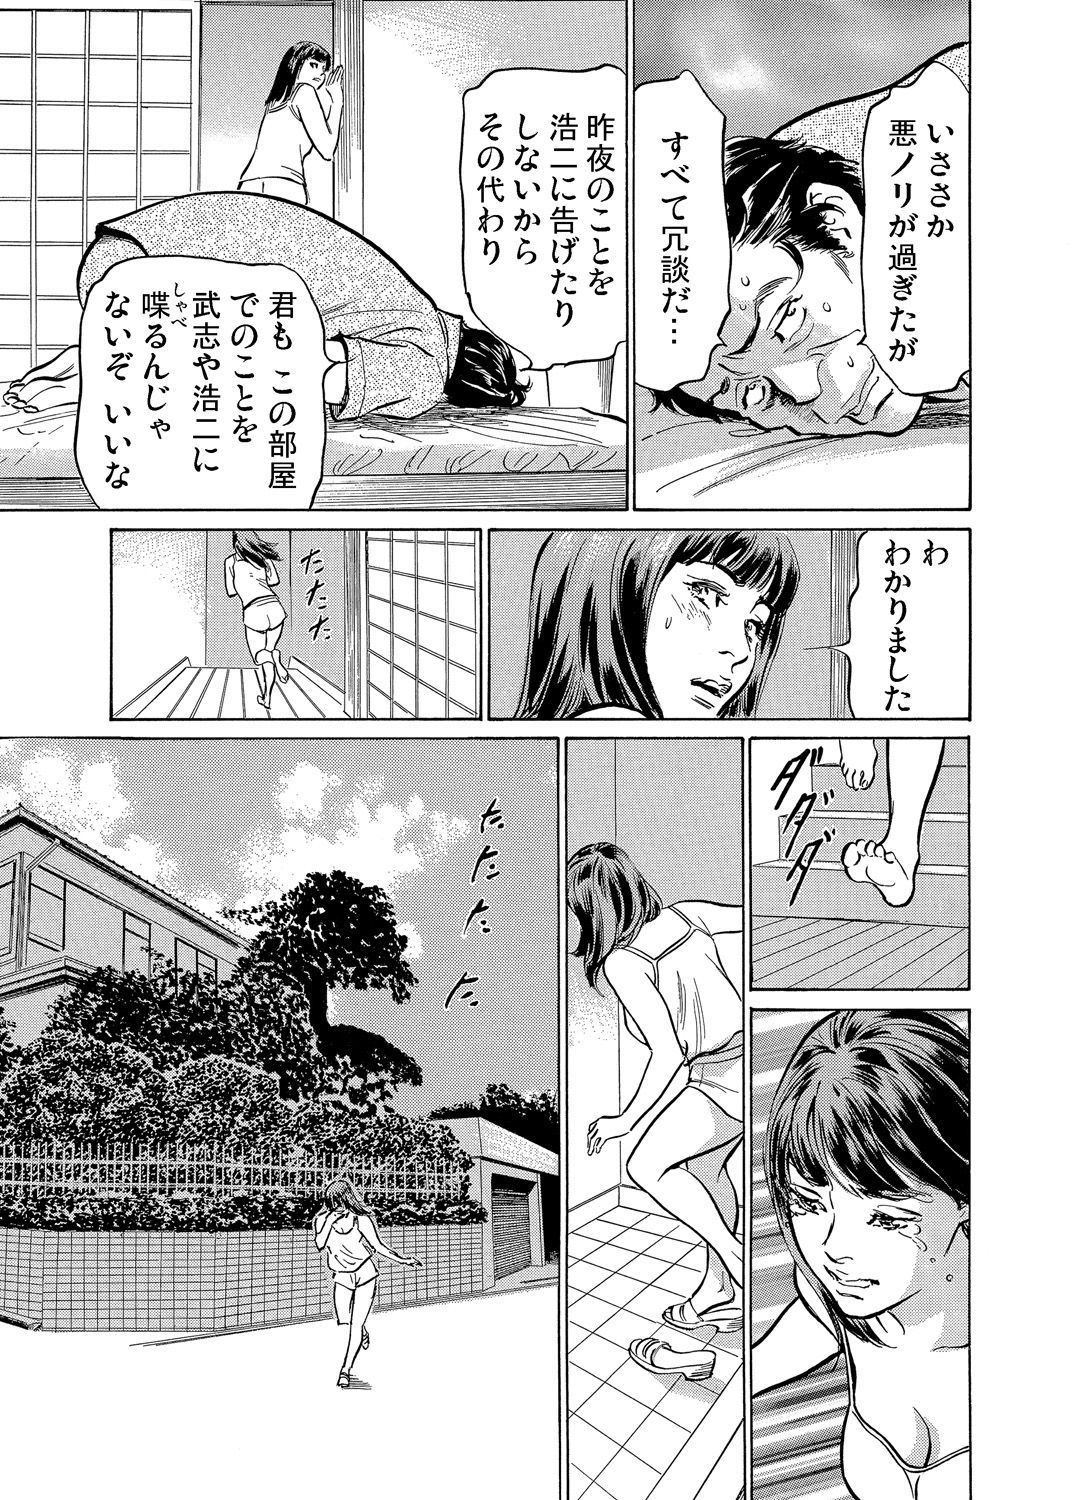 いささか
悪ノリが過ぎたが
すべて冗談だ…
昨夜のことを
浩二に告げたり
しないから
その代わり
君も この部屋
でのことを
武志や浩二に
喋るんじゃ
しゃべ
ないぞ いいな
わ
わかりました
たたた
ダダダ
たたた
た